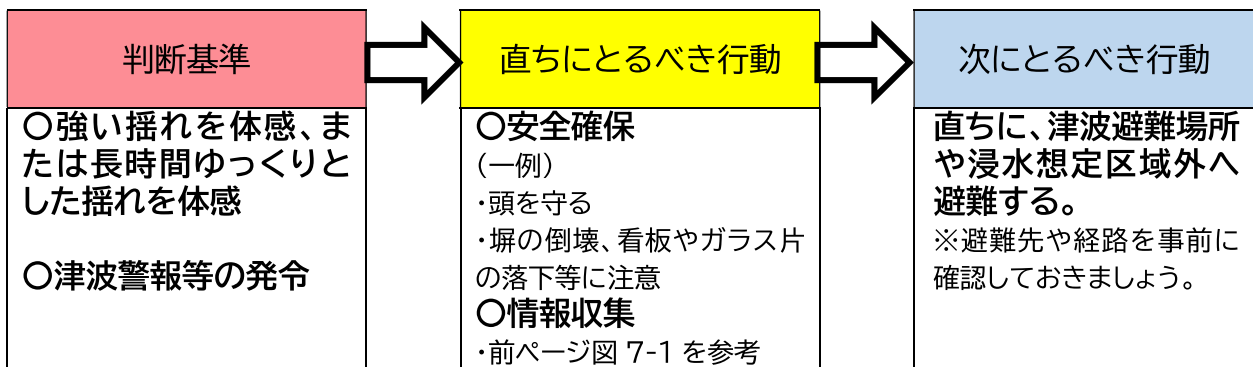 判断基準
○強い揺れを体感、ま
たは長時間ゆっくりと
した揺れを体感
○津波警報等の発令
直ちにとるべき行動
○安全確保
（一例）
・頭を守る
・塀の倒壊、看板やガラス片
の落下等に注意
○情報収集
・前ページ図 7-1 を参考
次にとるべき行動
直ちに、津波避難場所
や浸水想定区域外へ
避難する。
※避難先や経路を事前に
確認しておきましょう。